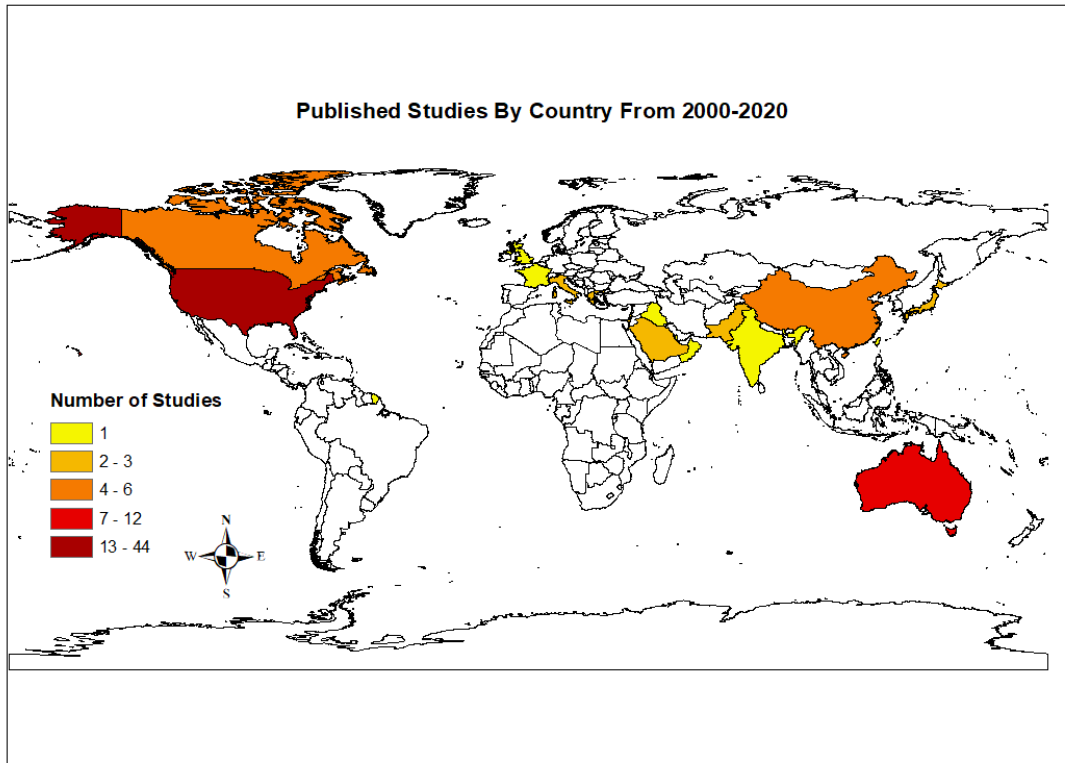 Published Studies By Country From 2000-2020
Number of Studies
1
2 - 3
4 - 6
7 - 12
13 - 44
N
W E
S